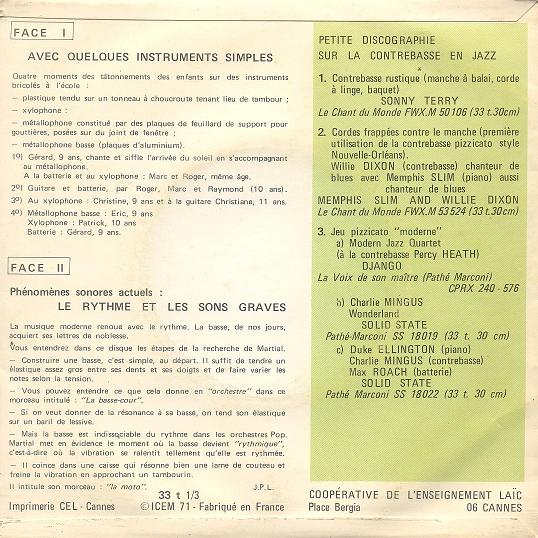 FACE I
AVEC QUELQUES INSTRUMENTS SIMPLES
Quatre moments des tâtonnements des enfants sur des instruments
bricolés à l'école :
— plastique tendu sur un tonneau à choucroute tenant lieu de tambour ;
— xylophone :
— métallophone constitué par des plaques de feuillard de support pour
gouttières, posées sur du joint de fenêtre ;
— métallophone basse (plaques d'aluminium).
1º) Gérard, 9 ans, chante et siffle l'arrivée du soleil en s'accompagnant
au métallophone.
A la batterie et au xylophone : Marc et Roger, même âge.
2º) Guitare et batterie, par Roger, Marc et Raymond (10 ans).
3º) Au xylophone : Christine, 9 ans et à la guitare Christiane, 11 ans.
4º) Métallophone basse : Eric, 9 ans
Xylophone : Patrick, 10 ans
Batterie : Gérard, 9 ans.
FACE II
Phénomènes sonores actuels :
LE RYTHME ET LES SONS GRAVES
La musique moderne renoue avec le rythme. La basse, de nos jours,
acquiert ses lettres de noblesse.
Vous entendrez dans ce disque les étapes de la recherche de Martial.
— Construire une basse, c'est simple, au départ. Il suffit de tendre un
élastique assez gros entre ses dents et ses doigts et de faire varier les
notes selon la tension.
— Vous pouvez entendre ce que cela donne en "orchestre" dans ce
morceau intitulé : "La basse-cour".
— Si on veut donner de la résonance à sa basse, on tend son élastique
sur un baril de lessive.
— Mais la basse est indissociable du rythme dans les orchestres Pop.
Martial met en évidence le moment où la basse devient "rythmique",
c'est-à-dire où la vibration se ralentit tellement qu'elle est rythmée.
— Il coince dans une caisse qui résonne bien une lame de couteau et
freine la vibration en approchant un tambourin.
Il intitule son morceau : "la moto". J.P.L.
33 t 1/3
Imprimerie CEL - Cannes © ICEM 71 - Fabriqué en France
PETITE DISCOGRAPHIE
SUR LA CONTREBASSE EN JAZZ
*
1. Contrebasse rustique (manche à balai, corde
à linge, baquet)
SONNY TERRY
Le Chant du Monde FWX.M 50106 (33 t.30cm)
2. Cordes frappées contre le manche (première
utilisation de la contrebasse pizzicato style
Nouvelle-Orléans).
Willie DIXON (contrebasse) chanteur de
blues avec Memphis SLIM (piano) aussi
chanteur de blues
MEMPHIS SLIM AND WILLIE DIXON
Le Chant du Monde FWX.M 53524 (33 t.30cm)
3. Jeu pizzicato "moderne"
a) Modern Jazz Quartet
(à la contrebasse Percy HEATH)
DJANGO
La Voix de son maître (Pathé Marconi)
CPRX 240 - 576
b) Charlie MINGUS
Wonderland
SOLID STATE
Pathé-Marconi SS 18019 (33 t. 30 cm)
c) Duke ELLINGTON (piano)
Charlie MINGUS (contrebasse)
Max ROACH (batterie)
SOLID STATE
Pathé Marconi SS 18022 (33 t. 30 cm)
COOPÉRATIVE DE L'ENSEIGNEMENT LAÏC
Place Bergia 06 CANNES